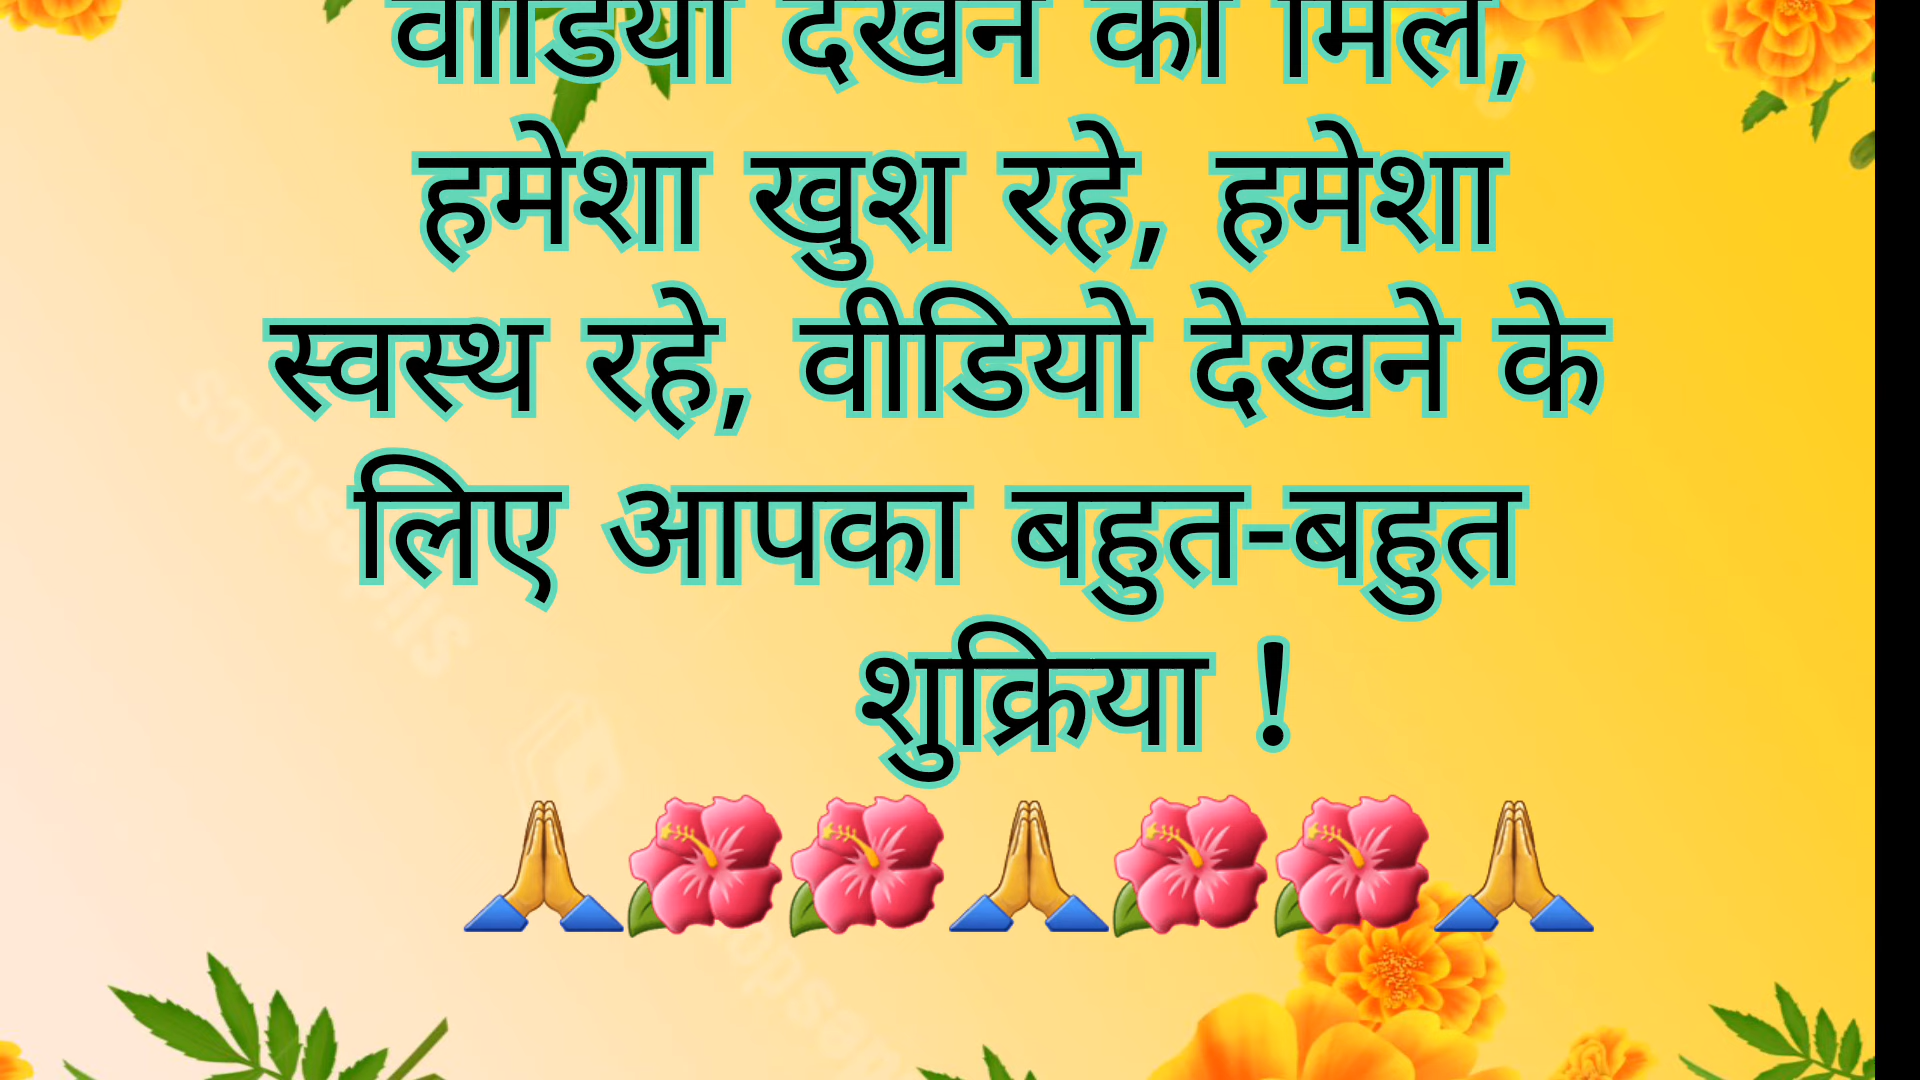 वीडियो देखने को मिले,
हमेशा खुश रहे, हमेशा
स्वस्थ रहे, वीडियो देखने के
लिए आपका बहुत-बहुत
शुक्रिया !
🙏🌺🌺🙏🌺🌺🙏